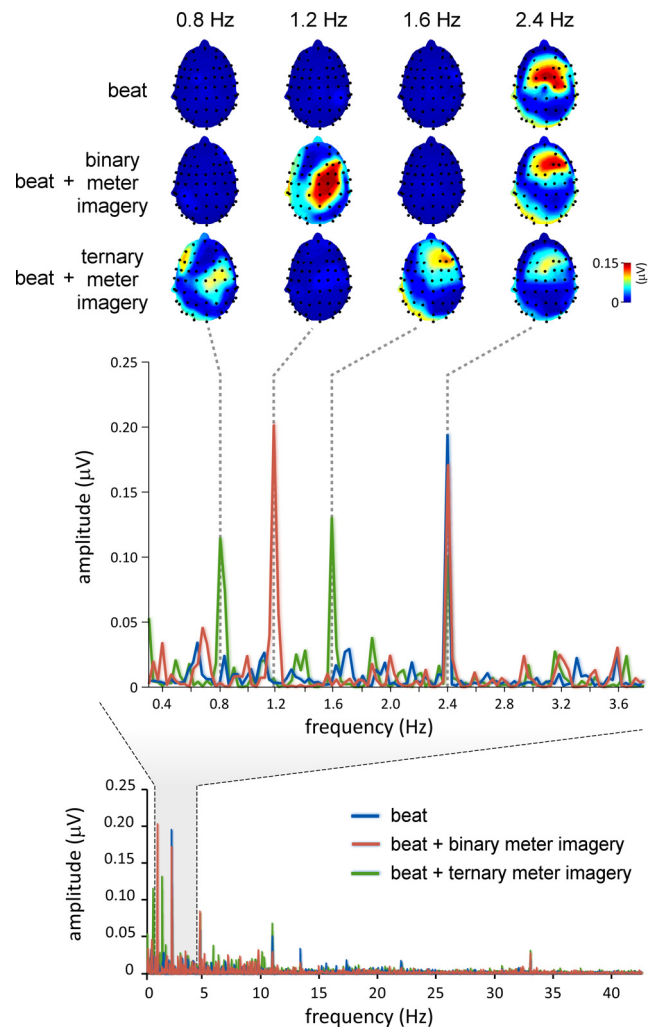 0.8 Hz 1.2 Hz 1.6 Hz 2.4 Hz
beat
binary
beat + meter
imagery
ternary
beat + meter
imagery
0.15 (μV)
0
0.25
0.20
0.15
0.10
0.05
0
amplitude (μV)
0.4 0.8 1.2 1.6 2.0 2.4 2.8 3.2 3.6
frequency (Hz)
0.25
0.20
0.15
0.10
0.05
0
amplitude (μV)
beat
beat + binary meter imagery
beat + ternary meter imagery
0 5 10 15 20 25 30 35 40
frequency (Hz)